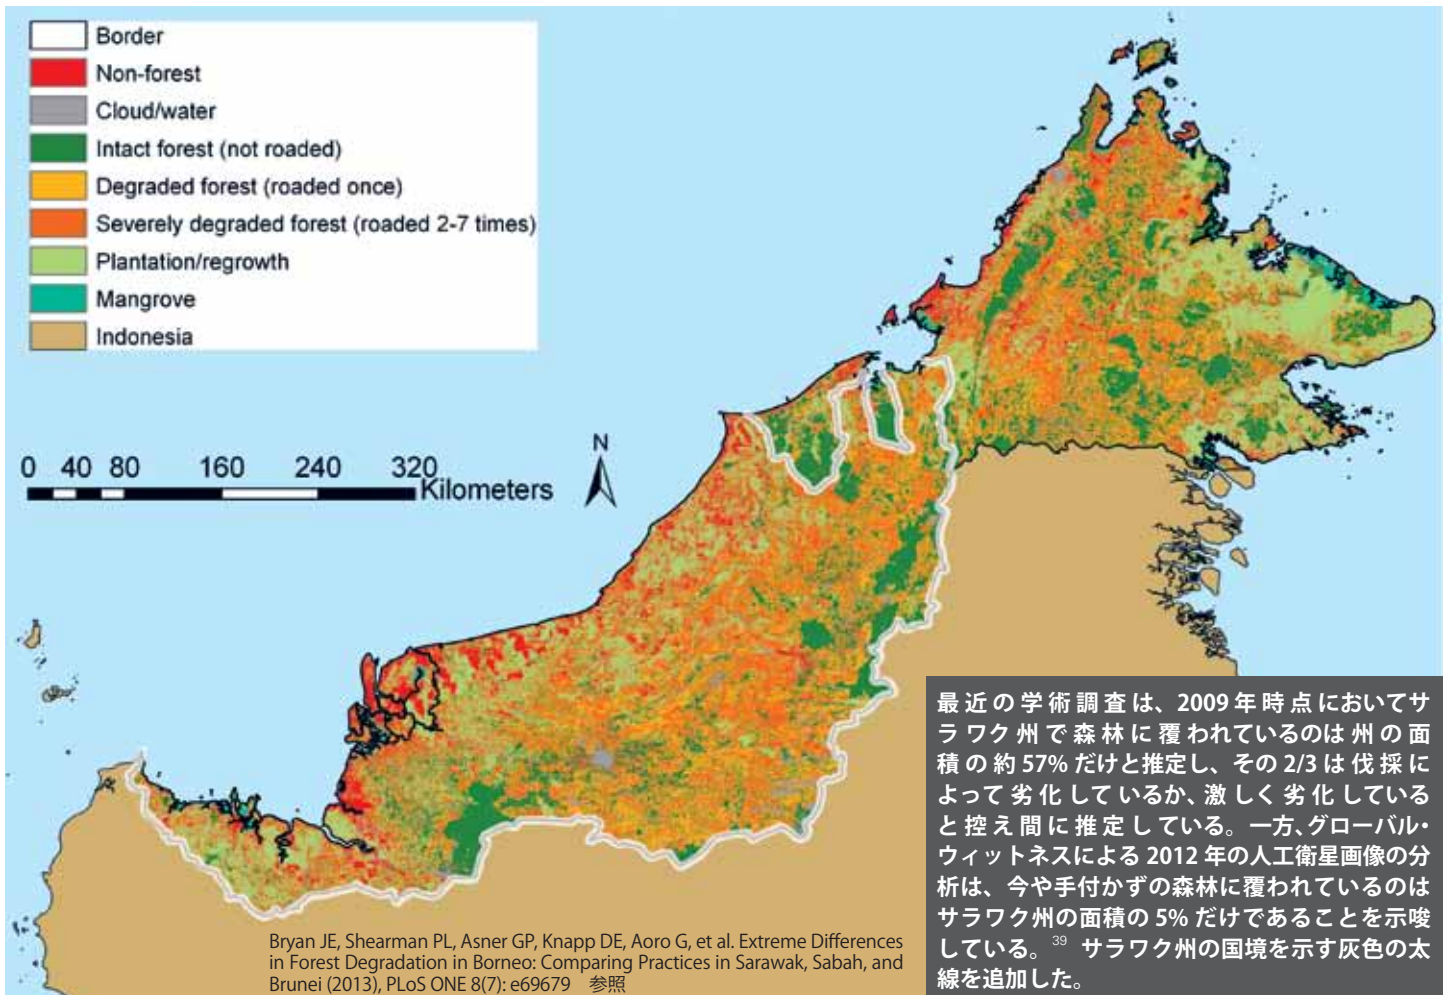 Border
Non-forest
Cloud/water
Intact forest (not roaded)
Degraded forest (roaded once)
Severely degraded forest (roaded 2-7 times)
Plantation/regrowth
Mangrove
Indonesia
0 40 80 160 240 320
Kilometers
N
最近の学術調査は、2009年時点においてサ
ラワク州で森林に覆われているのは州の面
積の約57%だけと推定し、その2/3は伐採に
よって劣化しているか、激しく劣化している
と控え間に推定している。一方、グローバル・
ウィットネスによる2012年の人工衛星画像の分
析は、今や手付かずの森林に覆われているのは
サラワク州の面積の5%だけであることを示唆
している。39 サラワク州の国境を示す灰色の太
線を追加した。
Bryan JE, Shearman PL, Asner GP, Knapp DE, Aoro G, et al. Extreme Differences
in Forest Degradation in Borneo: Comparing Practices in Sarawak, Sabah, and
Brunei (2013), PLoS ONE 8(7): e69679 参照